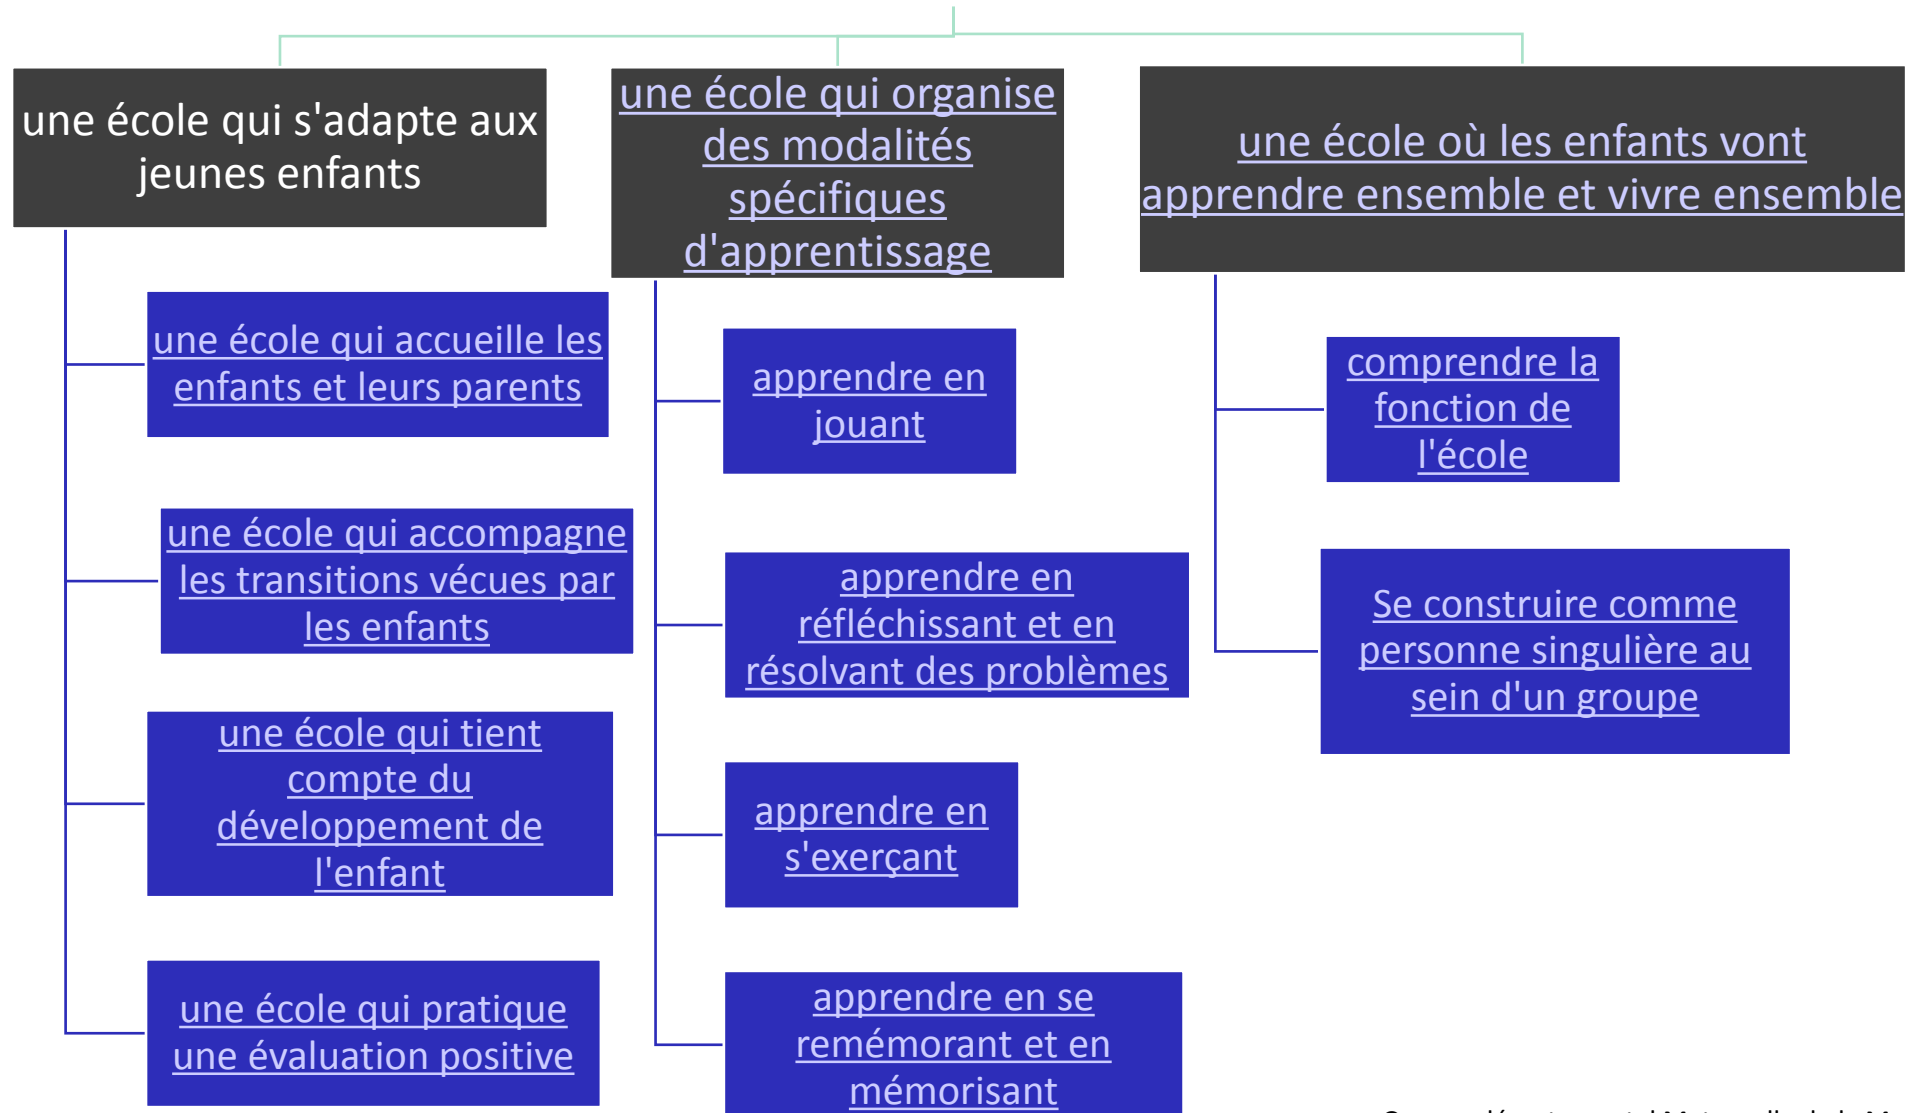 une école qui s'adapte aux
jeunes enfants
une école qui accueille les
enfants et leurs parents
une école qui accompagne
les transitions vécues par
les enfants
une école qui tient
compte du
développement de
l'enfant
une école qui pratique
une évaluation positive
une école qui organise
des modalités
spécifiques
d'apprentissage
apprendre en
jouant
apprendre en
réfléchissant et en
résolvant des problèmes
apprendre en
s'exerçant
apprendre en se
remémorant et en
mémorisant
une école où les enfants vont
apprendre ensemble et vivre ensemble
comprendre la
fonction de
l'école
Se construire comme
personne singulière au
sein d'un groupe